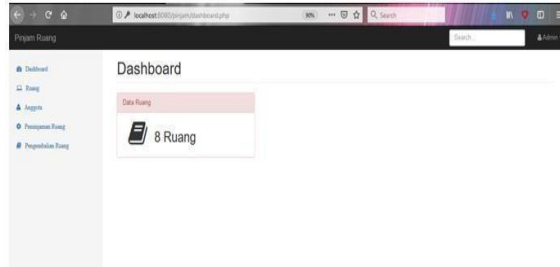 localhost:8080/pinjam/dashboard.php
90%
Search
Pinjam Ruang
Search...
Admin
Dashboard
Ruang
Anggota
Peminjaman Ruang
Pengembalian Ruang
Dashboard
Data Ruang
8 Ruang